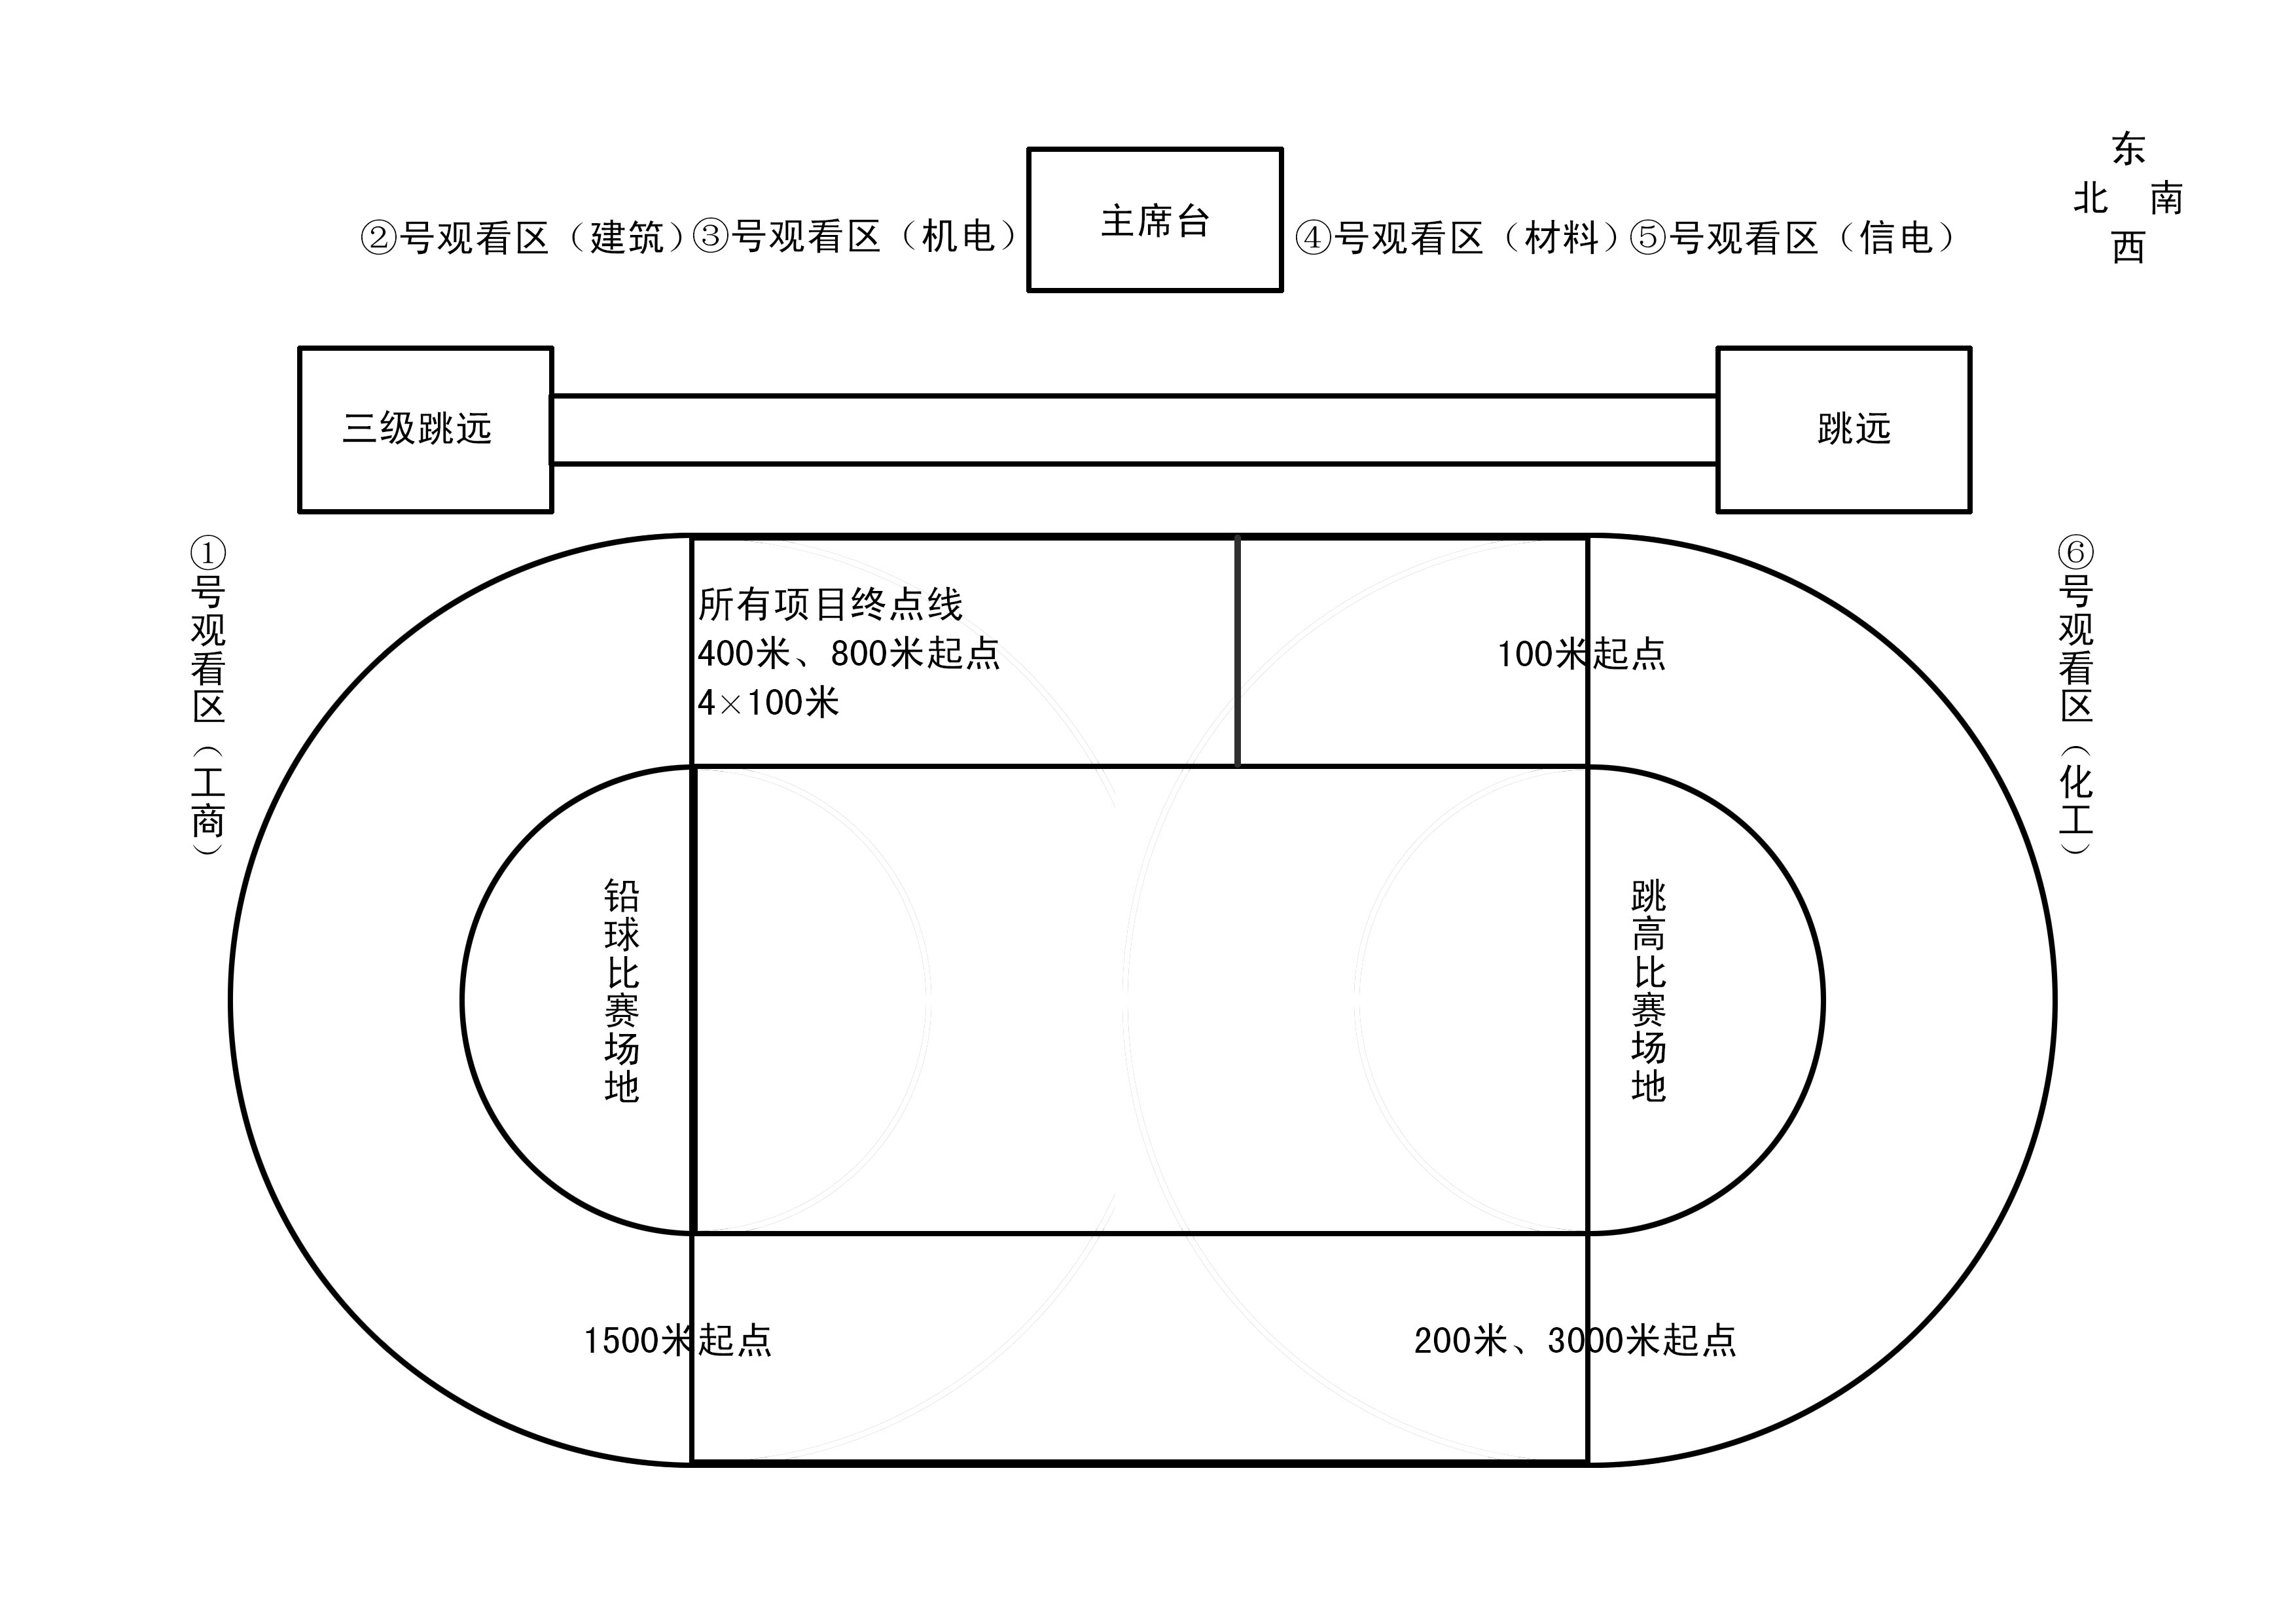 东
北 南
西
主席台
②号观看区（建筑）③号观看区（机电）
④号观看区（材料）⑤号观看区（信电）
三级跳远
跳远
①号观看区（工商）
⑥号观看区（化工）
所有项目终点线
400米、800米起点
4×100米
100米起点
铅球比赛场地
跳高比赛场地
1500米起点
200米、3000米起点